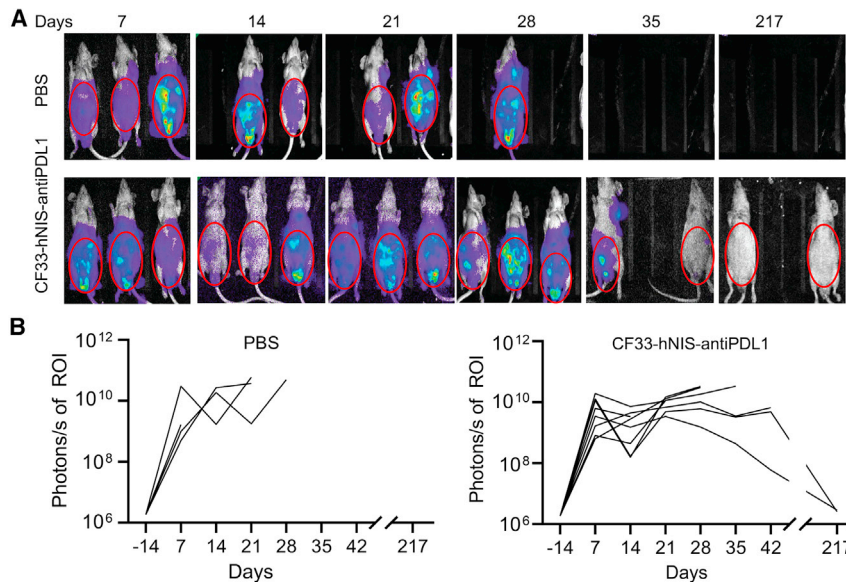 A
Days 7 14 21 28 35 217
PBS
CF33-hNIS-antiPDL1
B
PBS
Photons/s of ROI
10^12
10^10
10^8
10^6
-14 7 14 21 28 35 42 217
Days
CF33-hNIS-antiPDL1
Photons/s of ROI
10^12
10^10
10^8
10^6
-14 7 14 21 28 35 42 217
Days